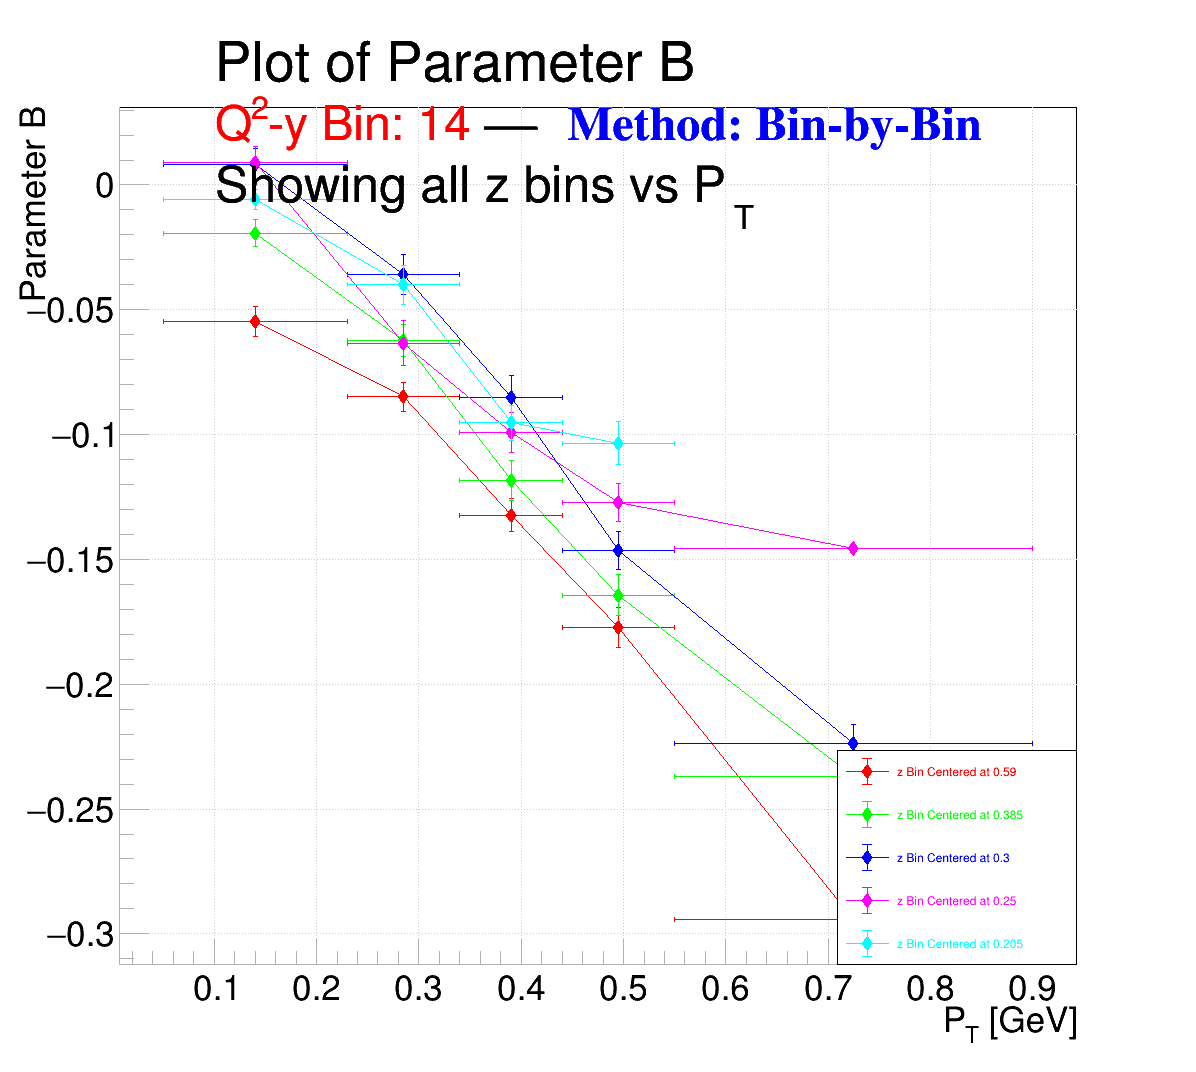 Plot of Parameter B
Q²-y Bin: 14 — Method: Bin-by-Bin
Showing all z bins vs P_T
Parameter B
0
−0.05
−0.1
−0.15
−0.2
−0.25
−0.3
z Bin Centered at 0.59
z Bin Centered at 0.385
z Bin Centered at 0.3
z Bin Centered at 0.25
z Bin Centered at 0.205
0.1 0.2 0.3 0.4 0.5 0.6 0.7 0.8 0.9
P_T [GeV]